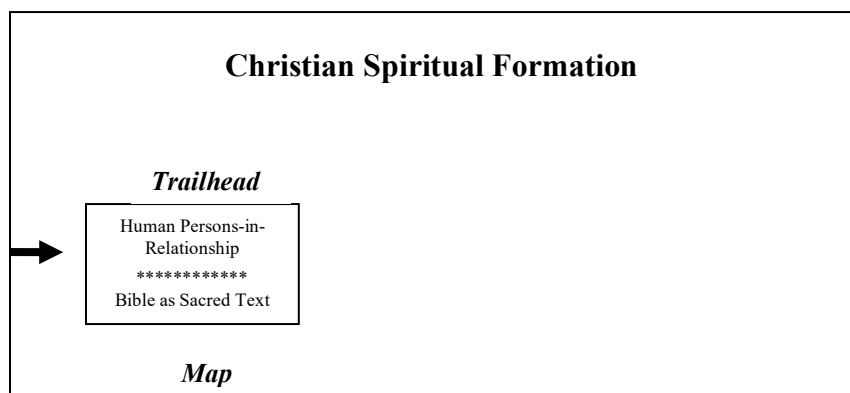 Christian Spiritual Formation
Trailhead
Human Persons-in-
Relationship
************
Bible as Sacred Text
Map